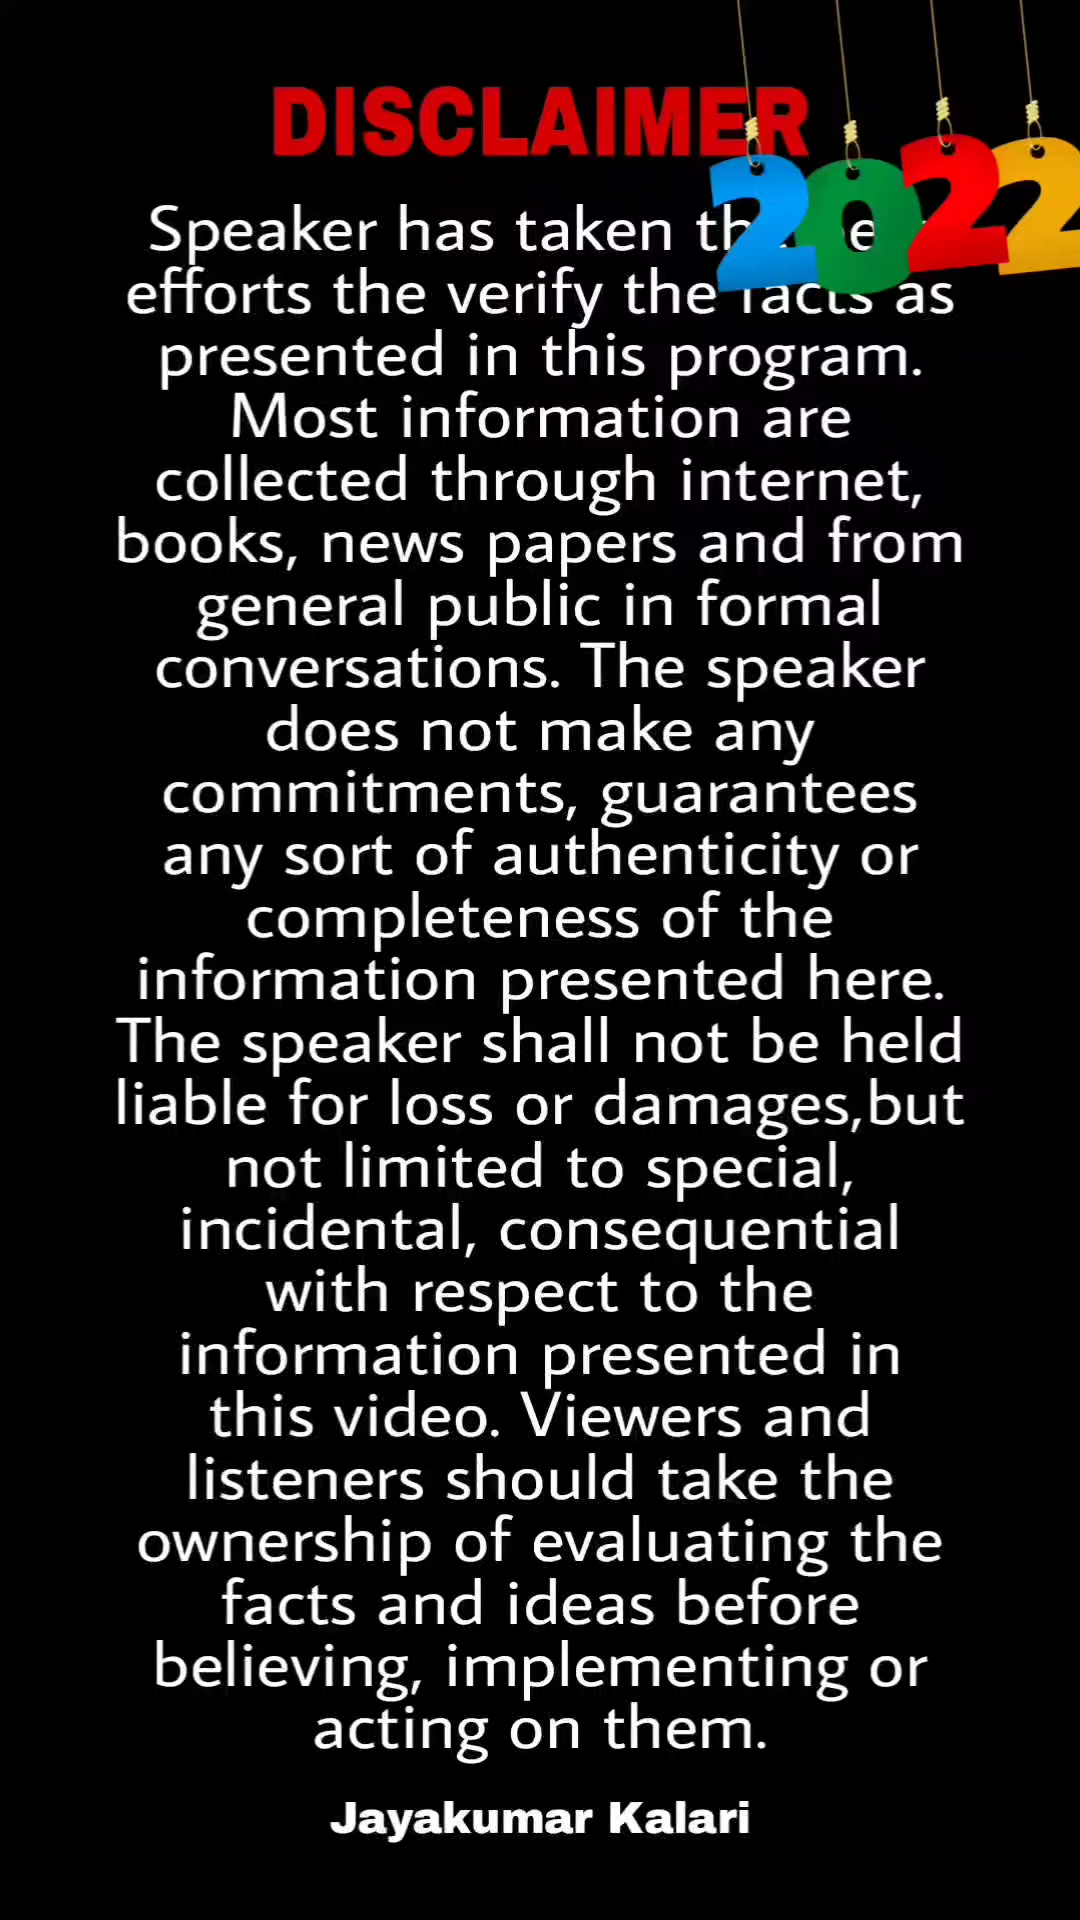 DISCLAIMER
2022
Speaker has taken
efforts the verify the facts as
presented in this program.
Most information are
collected through internet,
books, news papers and from
general public in formal
conversations. The speaker
does not make any
commitments, guarantees
any sort of authenticity or
completeness of the
information presented here.
The speaker shall not be held
liable for loss or damages,but
not limited to special,
incidental, consequential
with respect to the
information presented in
this video. Viewers and
listeners should take the
ownership of evaluating the
facts and ideas before
believing, implementing or
acting on them.
Jayakumar Kalari